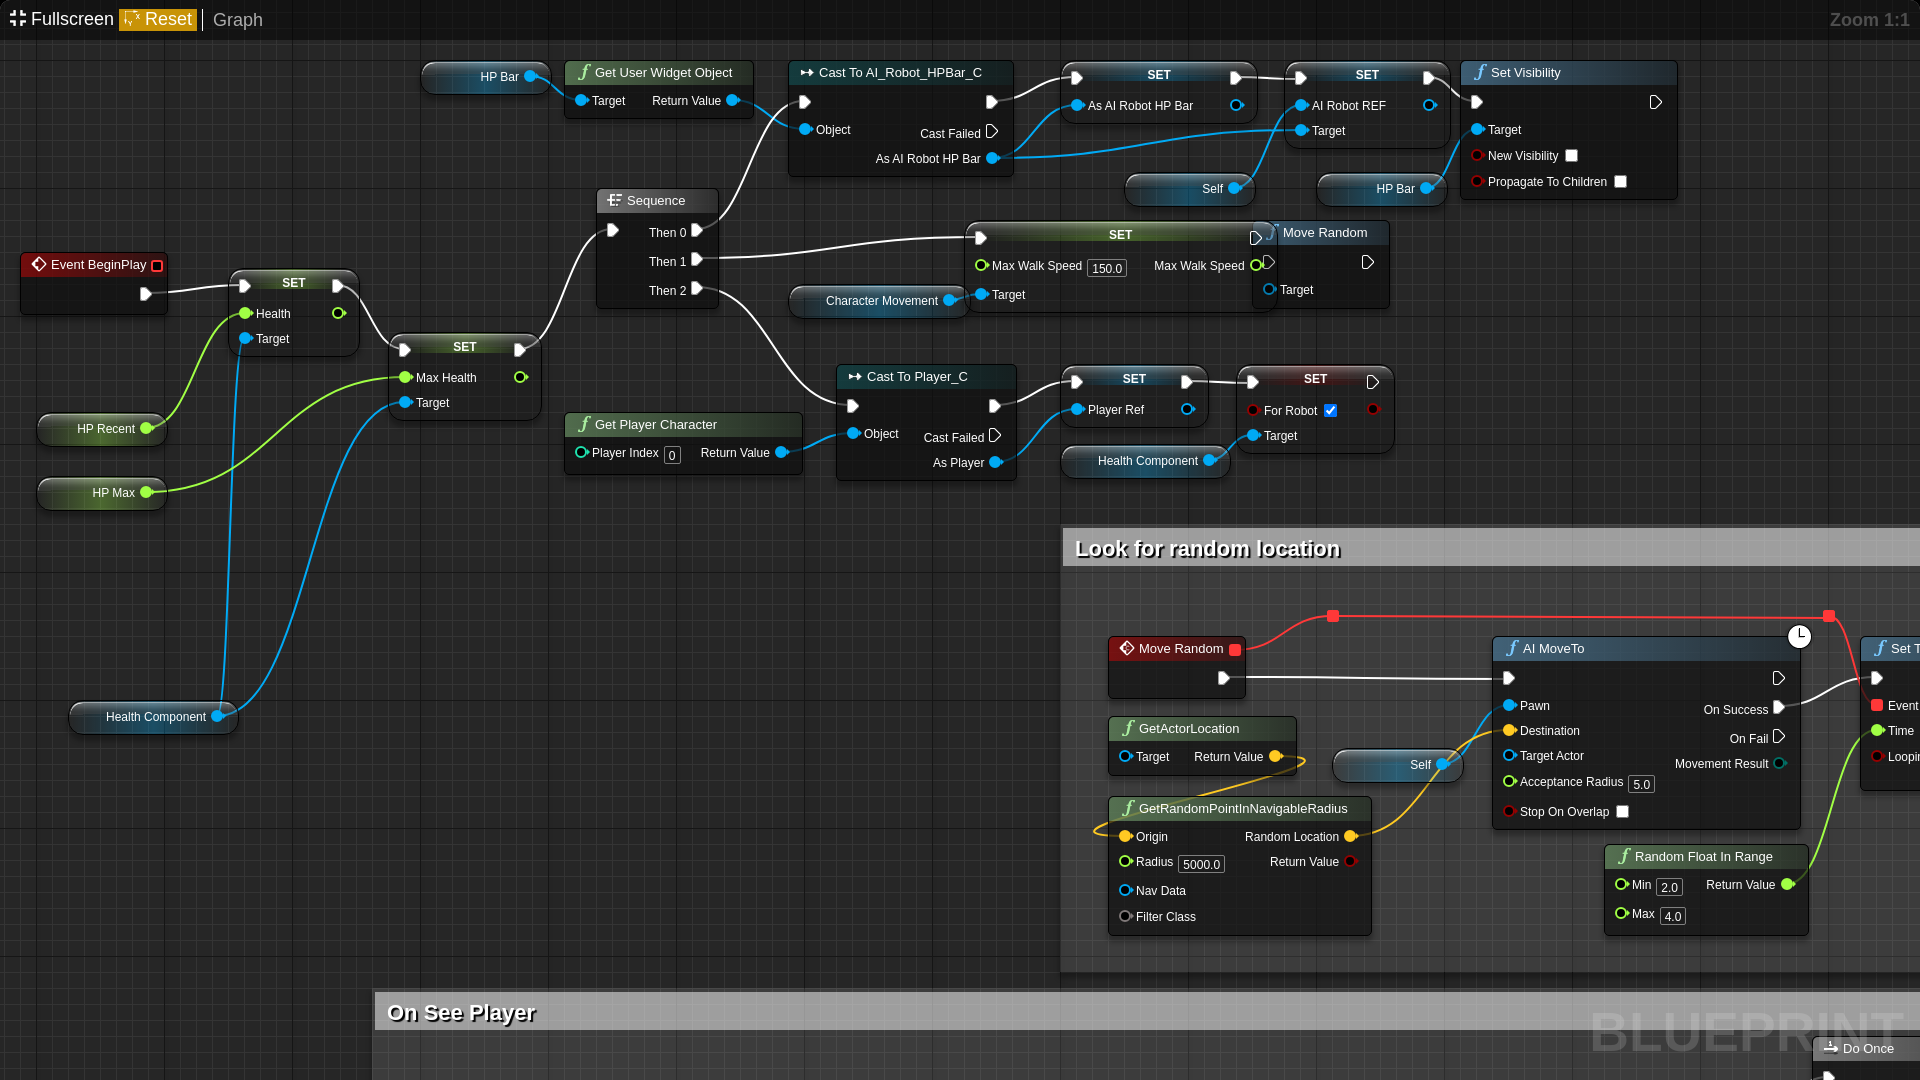 Fullscreen Reset Graph
Zoom 1:1
HP Bar
Get User Widget Object
Target Return Value
Cast To AI_Robot_HPBar_C
Object
Cast Failed
As AI Robot HP Bar
SET
As AI Robot HP Bar
SET
AI Robot REF
Target
Set Visibility
Target
New Visibility
Propagate To Children
Self
HP Bar
Sequence
Then 0
Then 1
Then 2
SET
Max Walk Speed 150.0 Max Walk Speed
Target
Move Random
Target
Character Movement
Event BeginPlay
SET
Health
Target
SET
Max Health
Target
HP Recent
HP Max
Get Player Character
Player Index 0 Return Value
Cast To Player_C
Object
Cast Failed
As Player
SET
Player Ref
SET
For Robot
Target
Health Component
Health Component
Look for random location
Move Random
GetActorLocation
Target Return Value
Self
GetRandomPointInNavigableRadius
Origin Random Location
Radius 5000.0 Return Value
Nav Data
Filter Class
AI MoveTo
Pawn
On Success
Destination
On Fail
Target Actor
Movement Result
Acceptance Radius 5.0
Stop On Overlap
Set T
Event
Time
Loopin
Random Float In Range
Min 2.0 Return Value
Max 4.0
On See Player
BLUEPRINT
Do Once